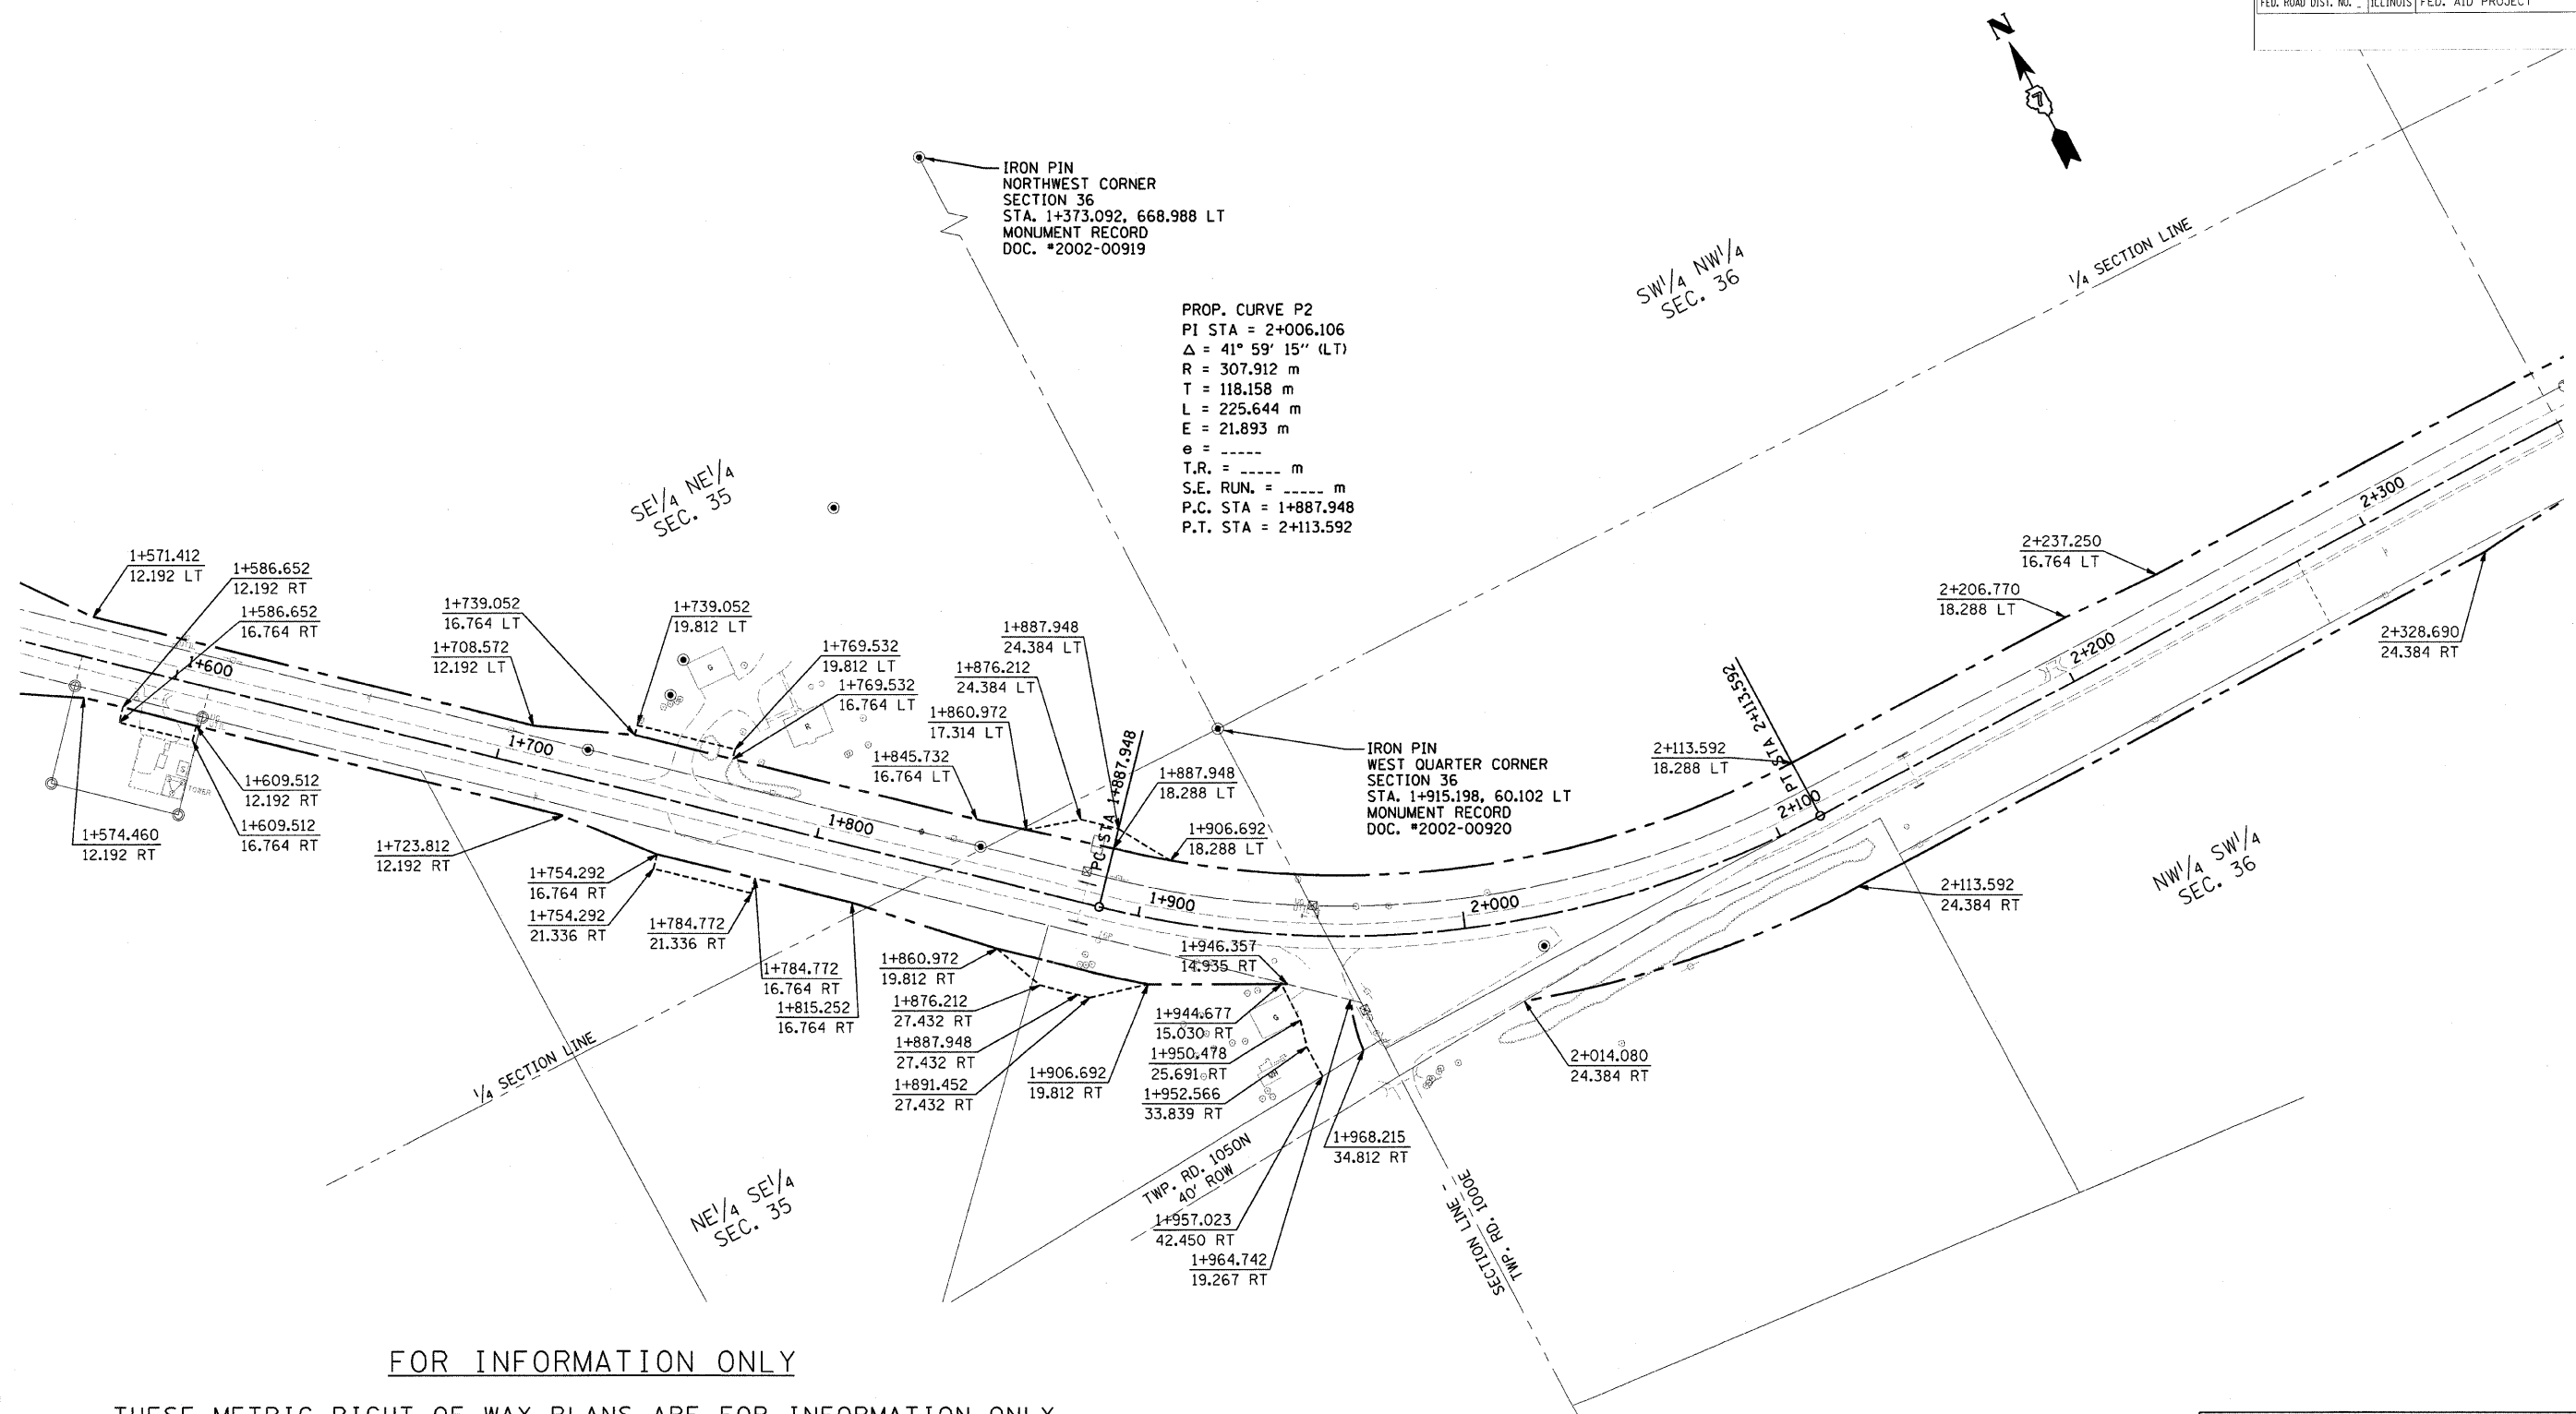 FED. ROAD DIST. NO. _ ILLINOIS FED. AID PROJECT
N
7
IRON PIN
NORTHWEST CORNER
SECTION 36
STA. 1+373.092, 668.988 LT
MONUMENT RECORD
DOC. #2002-00919
SW1/4 NW1/4
SEC. 36
1/4 SECTION LINE
PROP. CURVE P2
PI STA = 2+006.106
Δ = 41° 59' 15'' (LT)
R = 307.912 m
T = 118.158 m
L = 225.644 m
E = 21.893 m
e = _____
T.R. = _____ m
S.E. RUN. = _____ m
P.C. STA = 1+887.948
P.T. STA = 2+113.592
SE1/4 NE1/4
SEC. 35
1+571.412
12.192 LT
1+586.652
12.192 RT
1+586.652
16.764 RT
1+739.052
16.764 LT
1+708.572
12.192 LT
1+739.052
19.812 LT
1+769.532
19.812 LT
1+769.532
16.764 LT
1+887.948
24.384 LT
1+876.212
24.384 LT
1+860.972
17.314 LT
1+845.732
16.764 LT
PC STA 1+887.948
1+887.948
18.288 LT
1+906.692
18.288 LT
IRON PIN
WEST QUARTER CORNER
SECTION 36
STA. 1+915.198, 60.102 LT
MONUMENT RECORD
DOC. #2002-00920
2+113.592
18.288 LT
PT STA 2+113.592
2+206.770
18.288 LT
2+237.250
16.764 LT
2+328.690
24.384 RT
1+600
1+700
1+800
1+900
2+000
2+100
2+200
2+300
G
R
S
TOWER
G
1+574.460
12.192 RT
1+609.512
12.192 RT
1+609.512
16.764 RT
1+723.812
12.192 RT
1+754.292
16.764 RT
1+754.292
21.336 RT
1+784.772
21.336 RT
1+784.772
16.764 RT
1+815.252
16.764 RT
1+860.972
19.812 RT
1+876.212
27.432 RT
1+887.948
27.432 RT
1+891.452
27.432 RT
1+906.692
19.812 RT
1+946.357
14.935 RT
1+944.677
15.030 RT
1+950.478
25.691 RT
1+952.566
33.839 RT
1+957.023
42.450 RT
1+964.742
19.267 RT
1+968.215
34.812 RT
2+014.080
24.384 RT
2+113.592
24.384 RT
NW1/4 SW1/4
SEC. 36
1/4 SECTION LINE
NE1/4 SE1/4
SEC. 35
TWP. RD. 1050N
40' ROW
SECTION LINE -
TWP. RD. 1000E
FOR INFORMATION ONLY
THESE METRIC RIGHT OF WAY PLANS ARE FOR INFORMATION ONLY